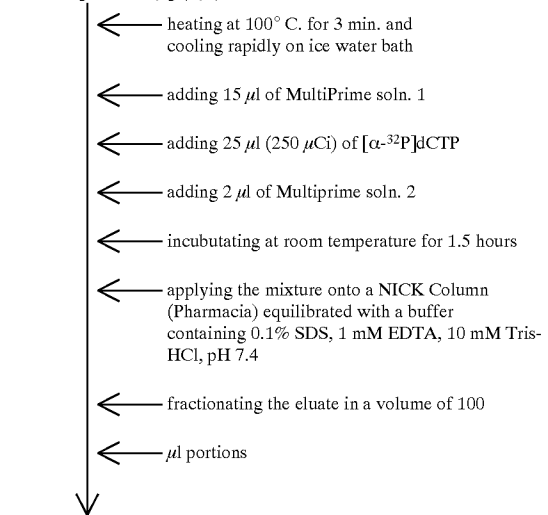 heating at 100° C. for 3 min. and
cooling rapidly on ice water bath
adding 15 μl of MultiPrime soln. 1
adding 25 μl (250 μCi) of [α-³²P]dCTP
adding 2 μl of Multiprime soln. 2
incubutating at room temperature for 1.5 hours
applying the mixture onto a NICK Column
(Pharmacia) equilibrated with a buffer
containing 0.1% SDS, 1 mM EDTA, 10 mM Tris-
HCl, pH 7.4
fractionating the eluate in a volume of 100
μl portions